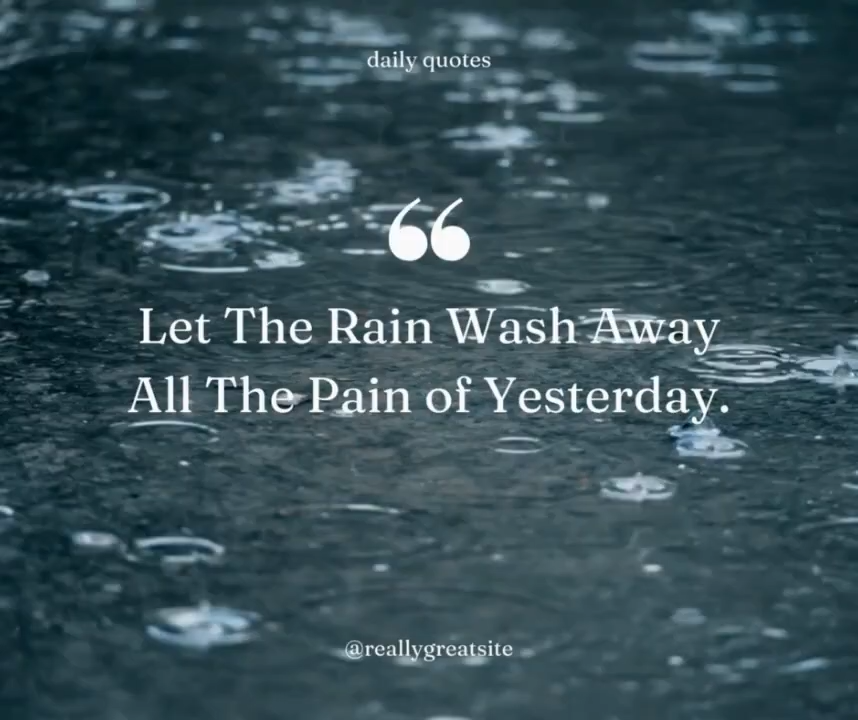 daily quotes
“
Let The Rain Wash Away
All The Pain of Yesterday.
@reallygreatsite